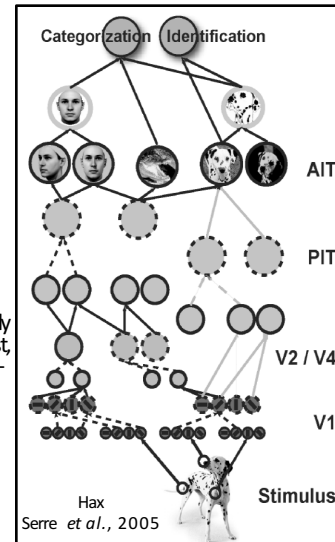 Categorization Identification
AIT
PIT
V2 / V4
V1
Stimulus
Hax
Serre et al., 2005